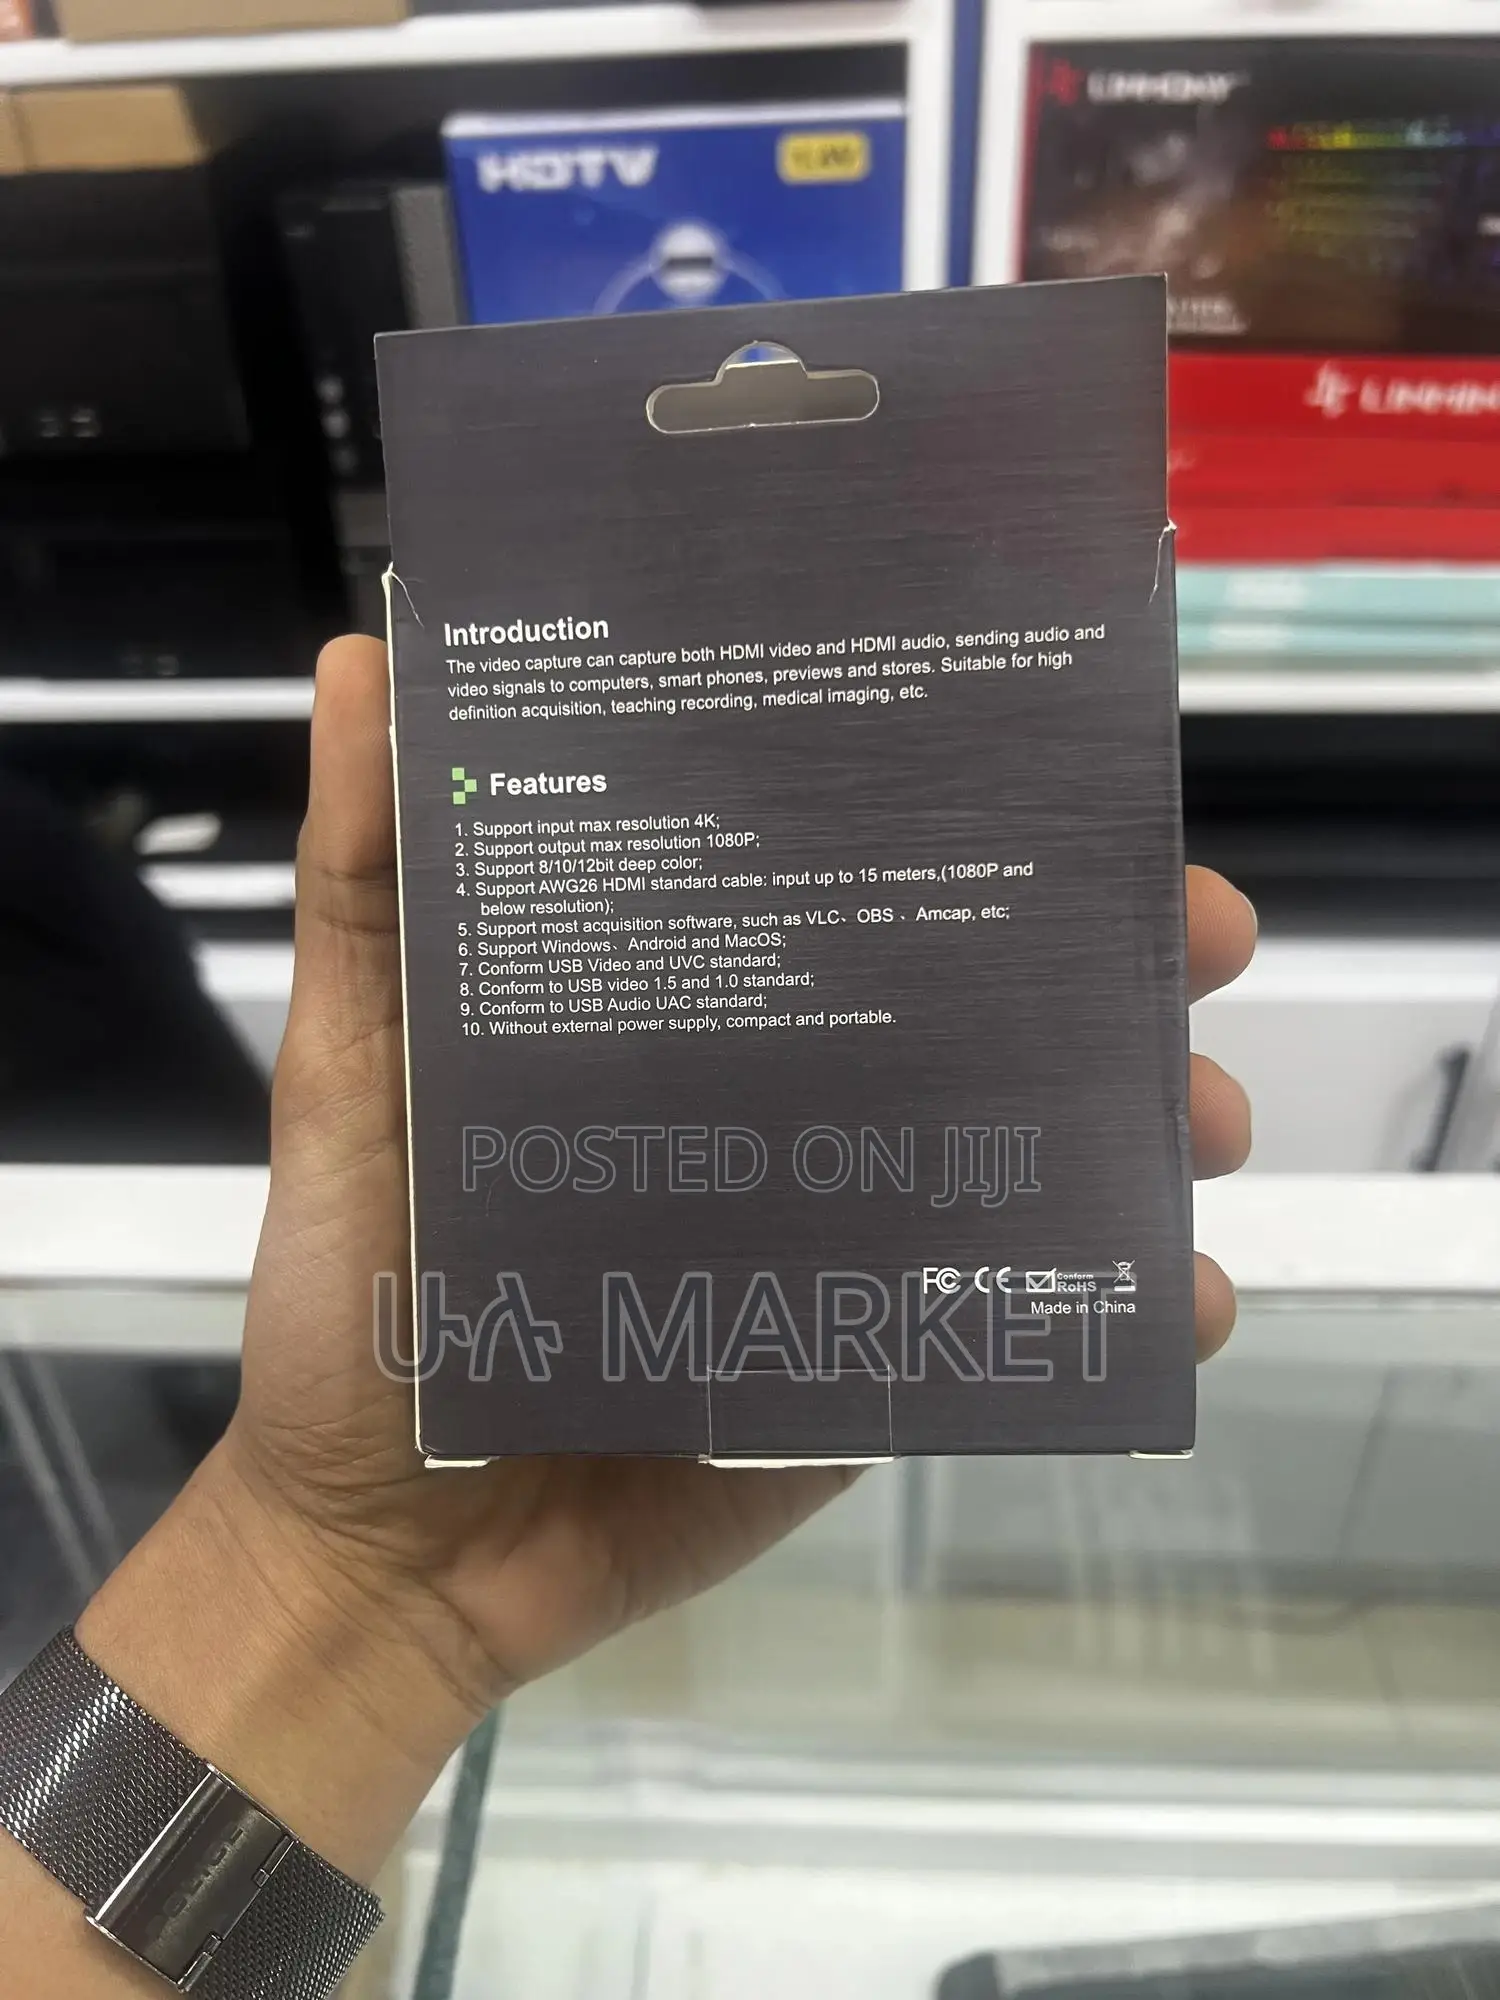 HDTV
Introduction
The video capture can capture both HDMI video and HDMI audio, sending audio and
video signals to computers, smart phones, previews and stores. Suitable for high
definition acquisition, teaching recording, medical imaging, etc.
Features
1. Support input max resolution 4K;
2. Support output max resolution 1080P;
3. Support 8/10/12bit deep color;
4. Support AWG26 HDMI standard cable: input up to 15 meters,(1080P and
below resolution);
5. Support most acquisition software, such as VLC、OBS 、Amcap, etc;
6. Support Windows、Android and MacOS;
7. Conform USB Video and UVC standard;
8. Conform to USB video 1.5 and 1.0 standard;
9. Conform to USB Audio UAC standard;
10. Without external power supply, compact and portable.
POSTED ON JIJI
FC CE Conform RoHS
Made in China
ሁሉ MARKET